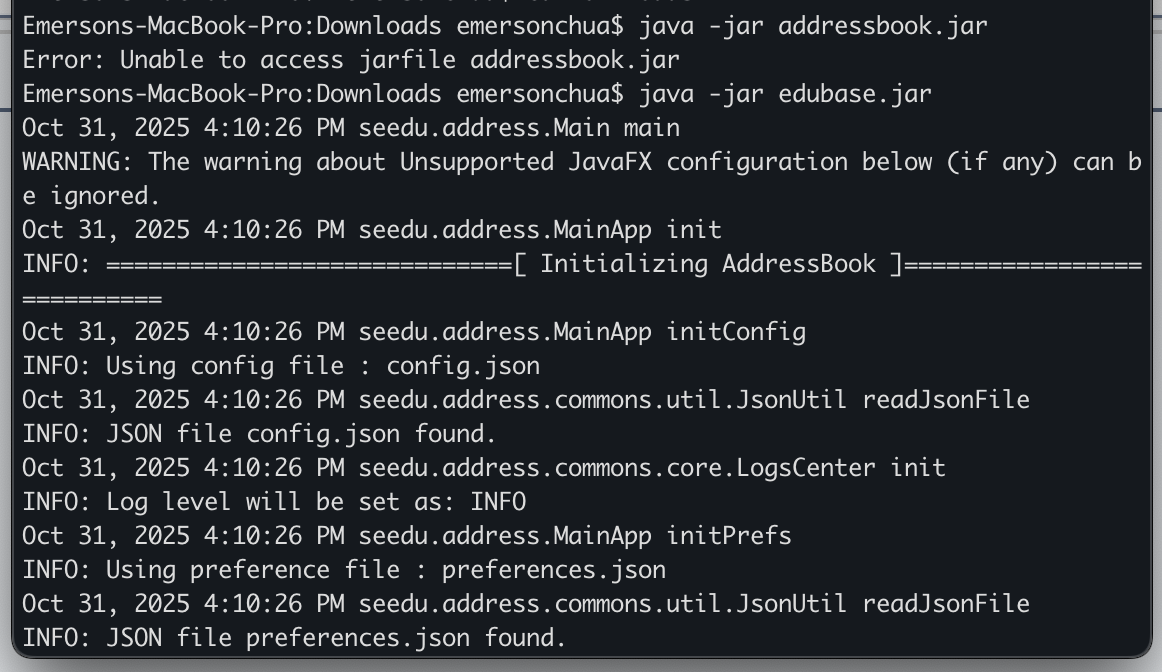 Emersons-MacBook-Pro:Downloads emersonchua$ java -jar addressbook.jar
Error: Unable to access jarfile addressbook.jar
Emersons-MacBook-Pro:Downloads emersonchua$ java -jar edubase.jar
Oct 31, 2025 4:10:26 PM seedu.address.Main main
WARNING: The warning about Unsupported JavaFX configuration below (if any) can b
e ignored.
Oct 31, 2025 4:10:26 PM seedu.address.MainApp init
INFO: =============================[ Initializing AddressBook ]=================
==========
Oct 31, 2025 4:10:26 PM seedu.address.MainApp initConfig
INFO: Using config file : config.json
Oct 31, 2025 4:10:26 PM seedu.address.commons.util.JsonUtil readJsonFile
INFO: JSON file config.json found.
Oct 31, 2025 4:10:26 PM seedu.address.commons.core.LogsCenter init
INFO: Log level will be set as: INFO
Oct 31, 2025 4:10:26 PM seedu.address.MainApp initPrefs
INFO: Using preference file : preferences.json
Oct 31, 2025 4:10:26 PM seedu.address.commons.util.JsonUtil readJsonFile
INFO: JSON file preferences.json found.